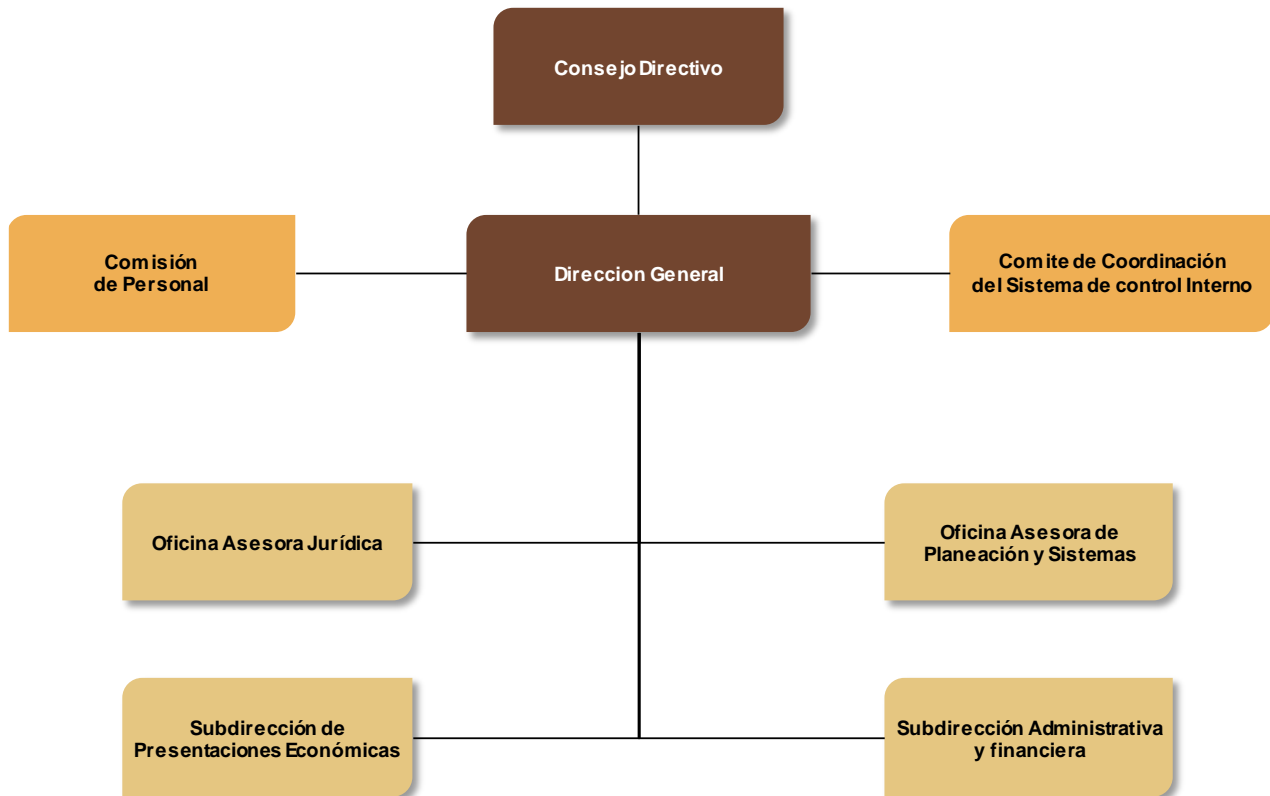 Consejo Directivo
Comisión
de Personal
Direccion General
Comite de Coordinación
del Sistema de control Interno
Oficina Asesora Jurídica
Oficina Asesora de
Planeación y Sistemas
Subdirección de
Presentaciones Económicas
Subdirección Administrativa
y financiera